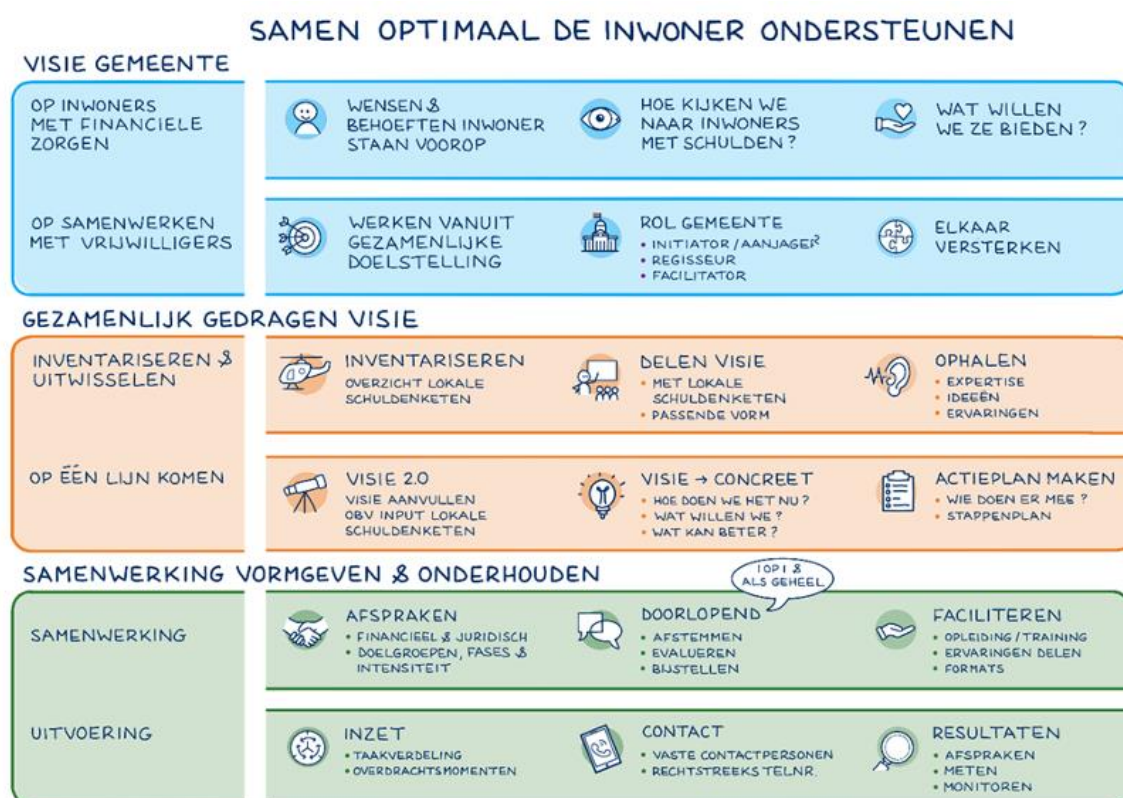 SAMEN OPTIMAAL DE INWONER ONDERSTEUNEN
VISIE GEMEENTE
OP INWONERS
MET FINANCIELE
ZORGEN
WENSEN &
BEHOEFTEN INWONER
STAAN VOOROP
HOE KIJKEN WE
NAAR INWONERS
MET SCHULDEN?
WAT WILLEN
WE ZE BIEDEN?
OP SAMENWERKEN
MET VRIJWILLIGERS
WERKEN VANUIT
GEZAMENLIJKE
DOELSTELLING
ROL GEMEENTE
• INITIATOR/AANJAGER
• REGISSEUR
• FACILITATOR
ELKAAR
VERSTERKEN
GEZAMENLIJK GEDRAGEN VISIE
INVENTARISEREN &
UITWISSELEN
INVENTARISEREN
OVERZICHT LOKALE
SCHULDENKETEN
DELEN VISIE
• MET LOKALE
SCHULDENKETEN
• PASSENDE VORM
OPHALEN
• EXPERTISE
• IDEEËN
• ERVARINGEN
OP ÉÉN LIJN KOMEN
VISIE 2.0
VISIE AANVULLEN
OBV INPUT LOKALE
SCHULDENKETEN
VISIE → CONCREET
• HOE DOEN WE HET NU?
• WAT WILLEN WE?
• WAT KAN BETER?
ACTIEPLAN MAKEN
• WIE DOEN ER MEE?
• STAPPENPLAN
SAMENWERKING VORMGEVEN & ONDERHOUDEN
1 OP 1 &
ALS GEHEEL
SAMENWERKING
AFSPRAKEN
• FINANCIEEL & JURIDISCH
• DOELGROEPEN, FASES &
INTENSITEIT
DOORLOPEND
• AFSTEMMEN
• EVALUEREN
• BIJSTELLEN
FACILITEREN
• OPLEIDING/TRAINING
• ERVARINGEN DELEN
• FORMATS
UITVOERING
INZET
• TAAKVERDELING
• OVERDRACHTSMOMENTEN
CONTACT
• VASTE CONTACTPERSONEN
• RECHTSTREEKS TELNR.
RESULTATEN
• AFSPRAKEN
• METEN
• MONITOREN